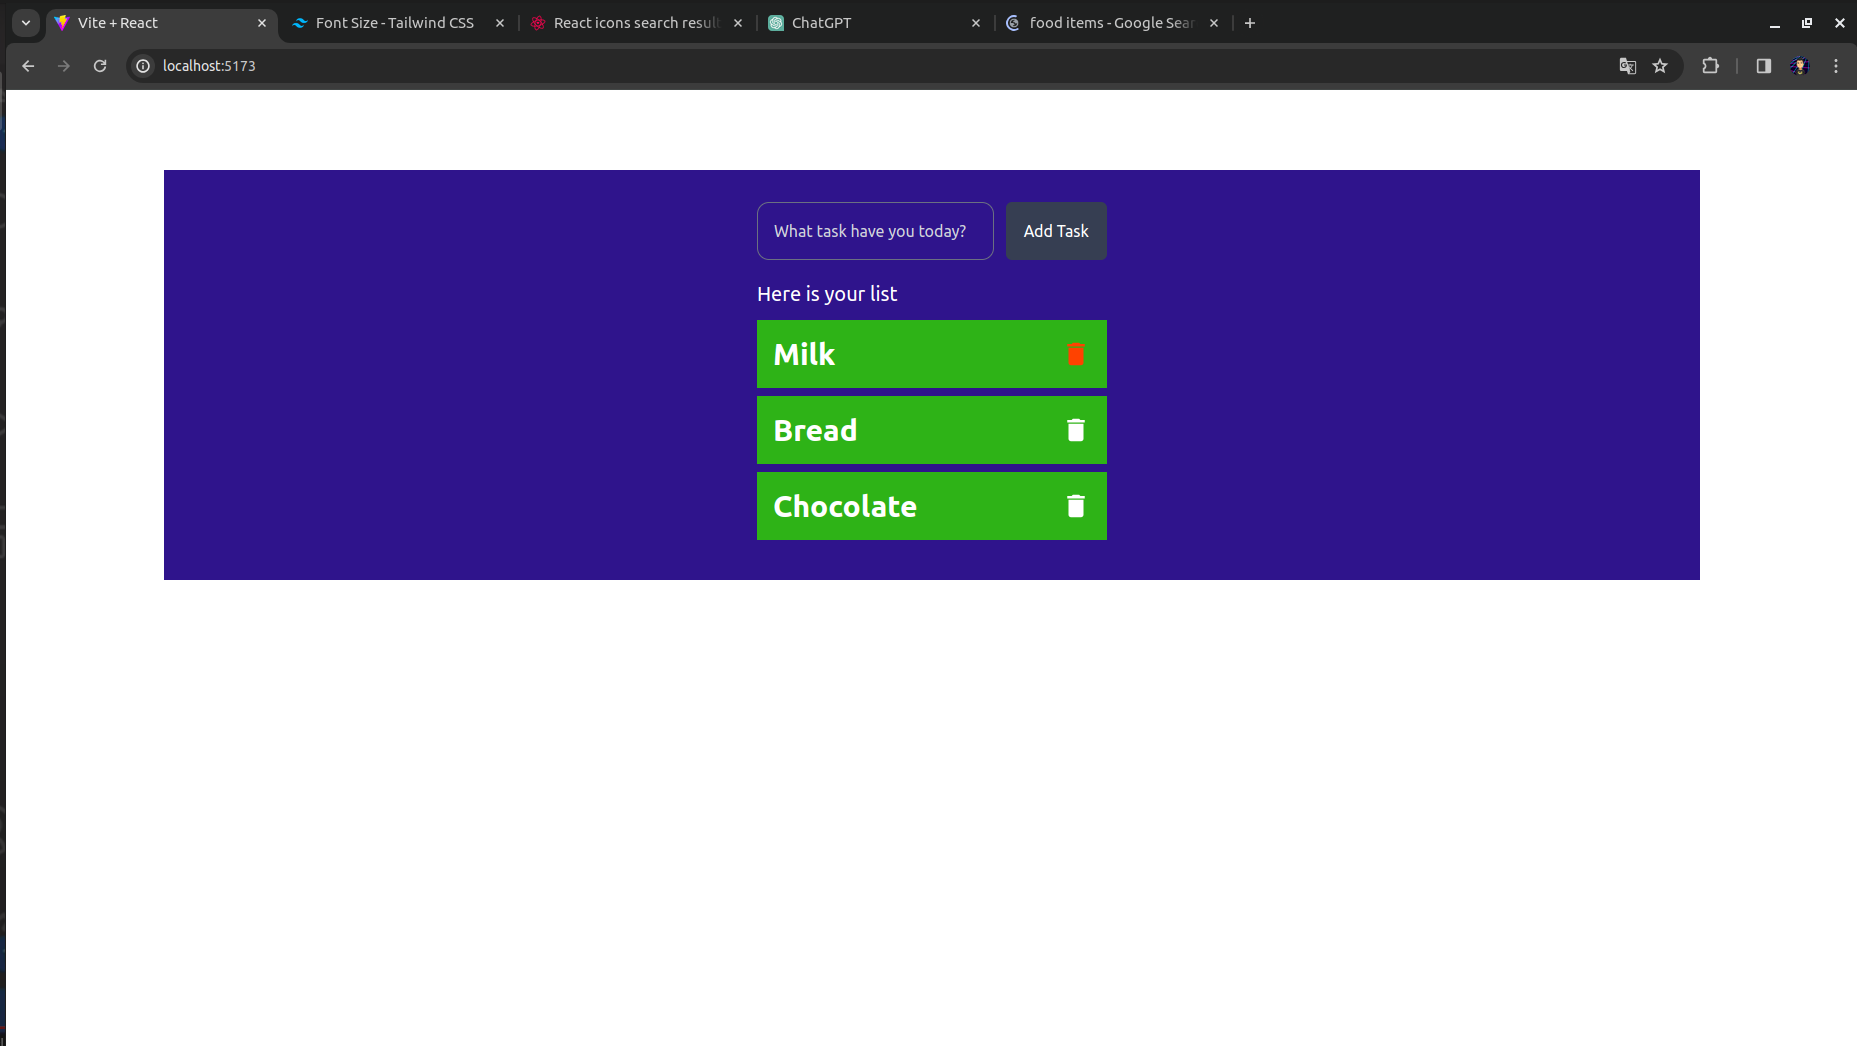 Vite + React
Font Size - Tailwind CSS
React icons search result
ChatGPT
food items - Google Sear
localhost:5173
What task have you today?
Add Task
Here is your list
Milk
Bread
Chocolate